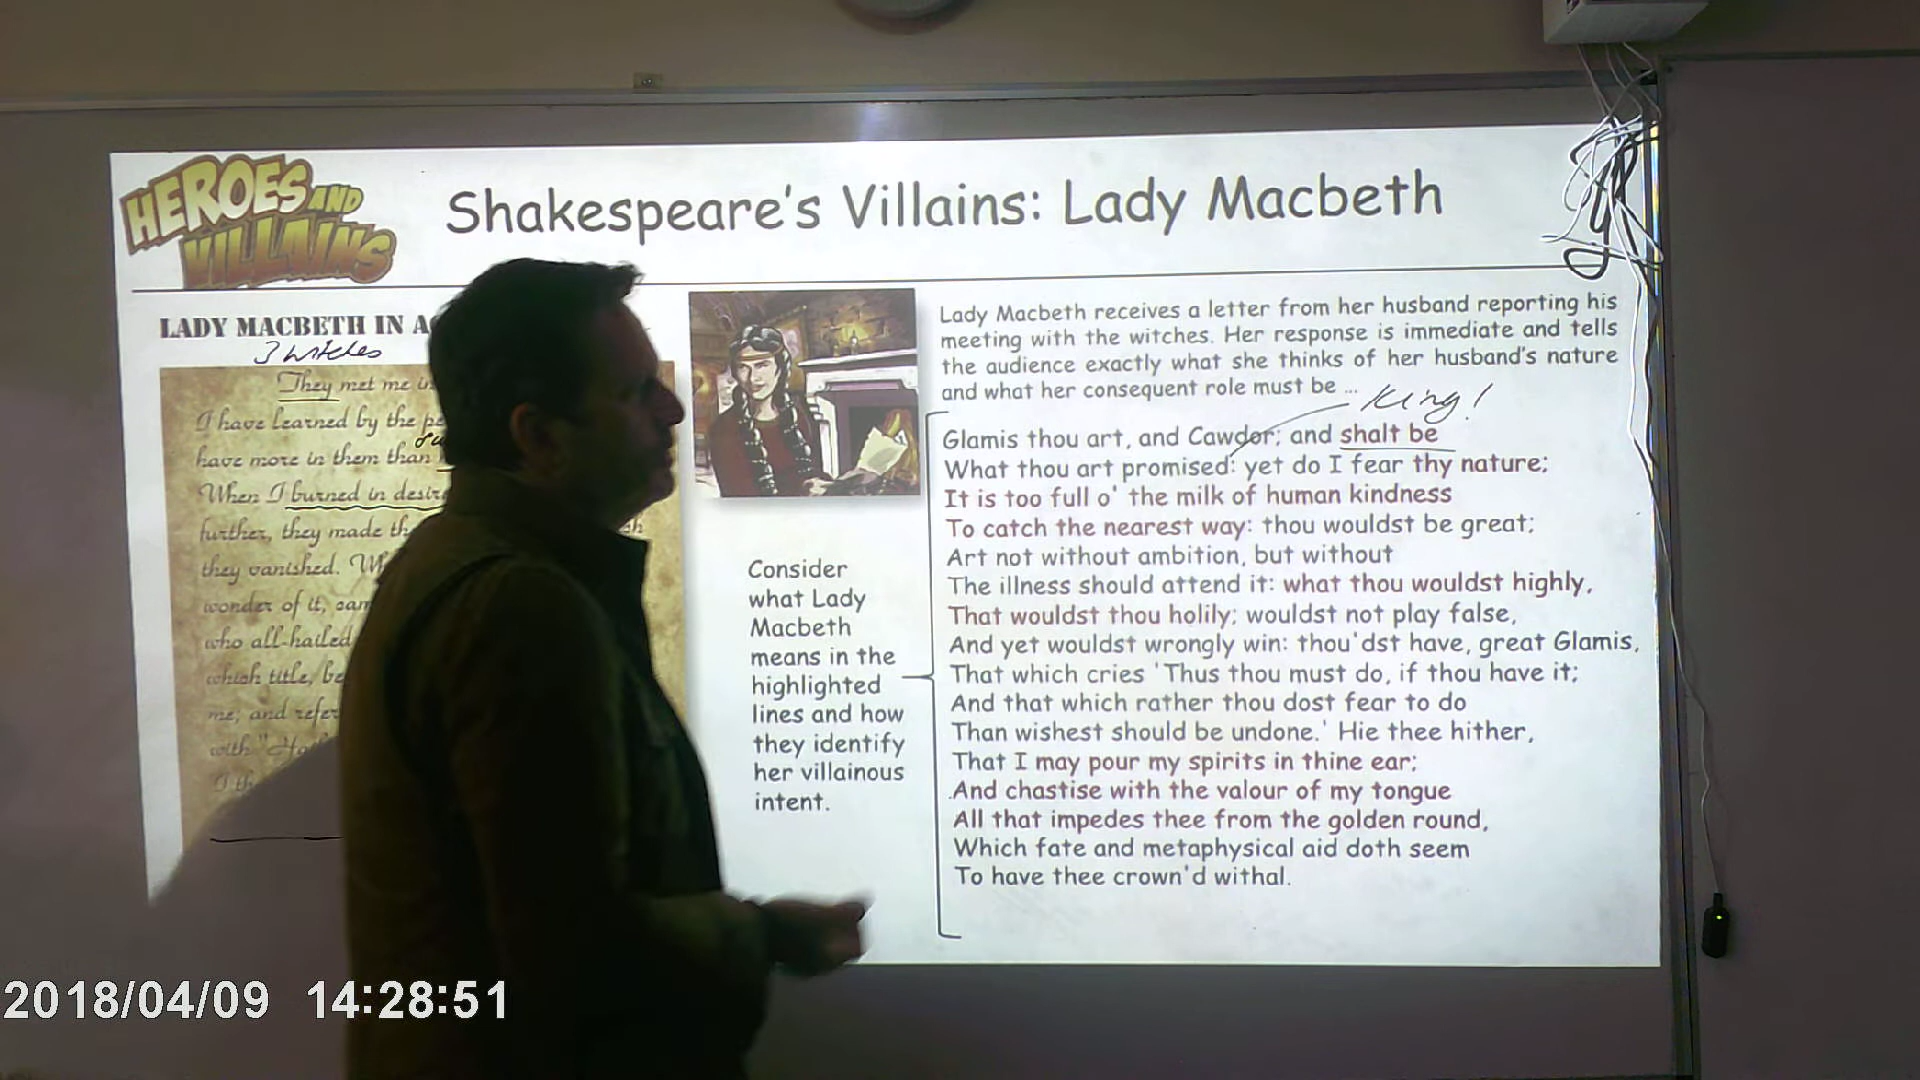 HEROES AND
VILLAINS
Shakespeare's Villains: Lady Macbeth
LADY MACBETH IN
3 witches
They met me in
I have learned by the
have more in them than
When I burned in desire
further, they made
they vanished.
wonder of it,
who all-hailed
which title,
me; and
with
I
Consider
what Lady
Macbeth
means in the
highlighted
lines and how
they identify
her villainous
intent.
Lady Macbeth receives a letter from her husband reporting his
meeting with the witches. Her response is immediate and tells
the audience exactly what she thinks of her husband's nature
and what her consequent role must be ...
King!
Glamis thou art, and Cawdor; and shalt be
What thou art promised: yet do I fear thy nature;
It is too full o' the milk of human kindness
To catch the nearest way: thou wouldst be great;
Art not without ambition, but without
The illness should attend it: what thou wouldst highly,
That wouldst thou holily; wouldst not play false,
And yet wouldst wrongly win: thou'dst have, great Glamis,
That which cries 'Thus thou must do, if thou have it;
And that which rather thou dost fear to do
Than wishest should be undone.' Hie thee hither,
That I may pour my spirits in thine ear;
And chastise with the valour of my tongue
All that impedes thee from the golden round,
Which fate and metaphysical aid doth seem
To have thee crown'd withal.
2018/04/09 14:28:51